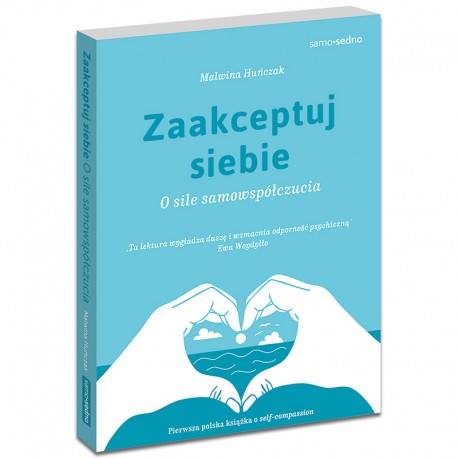 samo•sedno
Malwina Huńczak
Zaakceptuj
siebie
O sile samowspółczucia
„Ta lektura wygładza duszę i wzmacnia odporność psychiczną"
Ewa Woydyłło
Pierwsza polska książka o self-compassion
Zaakceptuj siebie O sile samowspółczucia
Malwina Huńczak
samo•sedno